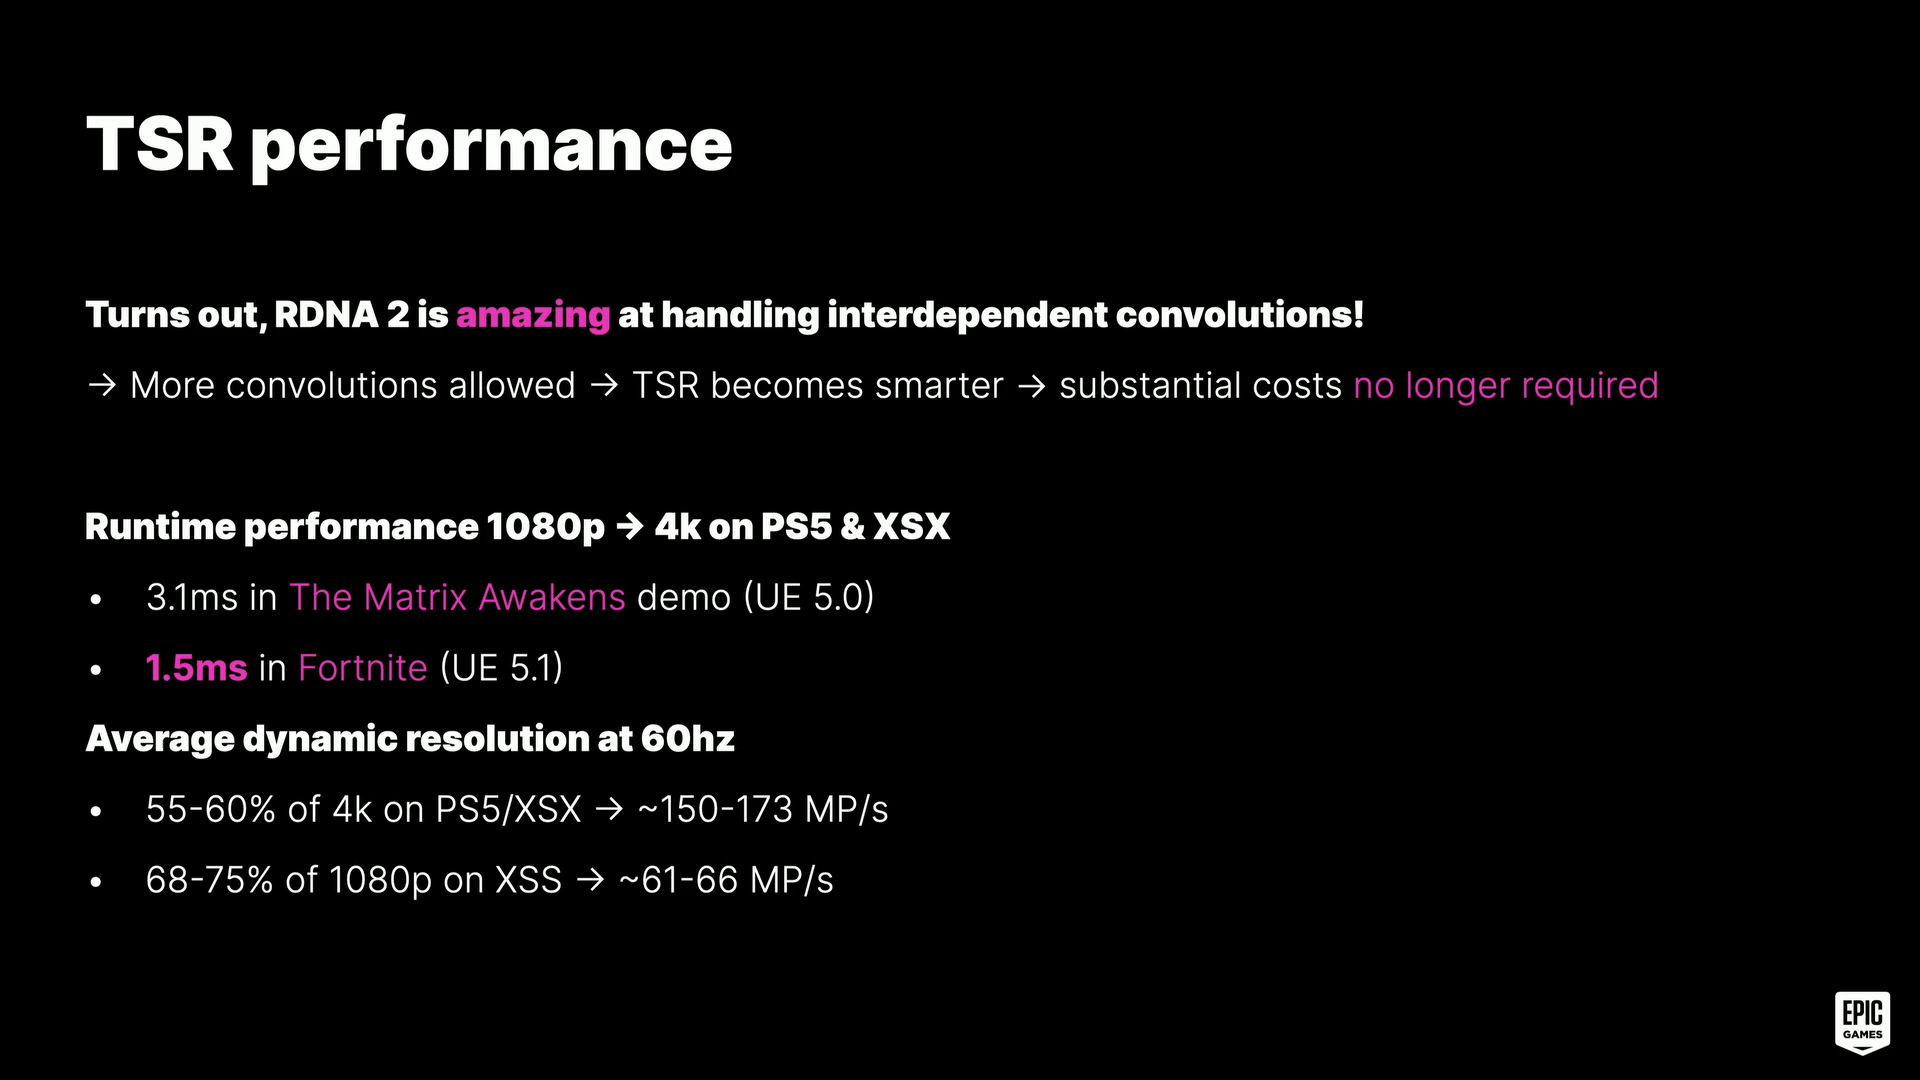 TSR performance
Turns out, RDNA 2 is amazing at handling interdependent convolutions!
→ More convolutions allowed → TSR becomes smarter → substantial costs no longer required
Runtime performance 1080p → 4k on PS5 & XSX
• 3.1ms in The Matrix Awakens demo (UE 5.0)
• 1.5ms in Fortnite (UE 5.1)
Average dynamic resolution at 60hz
• 55-60% of 4k on PS5/XSX → ~150-173 MP/s
• 68-75% of 1080p on XSS → ~61-66 MP/s
EPIC
GAMES